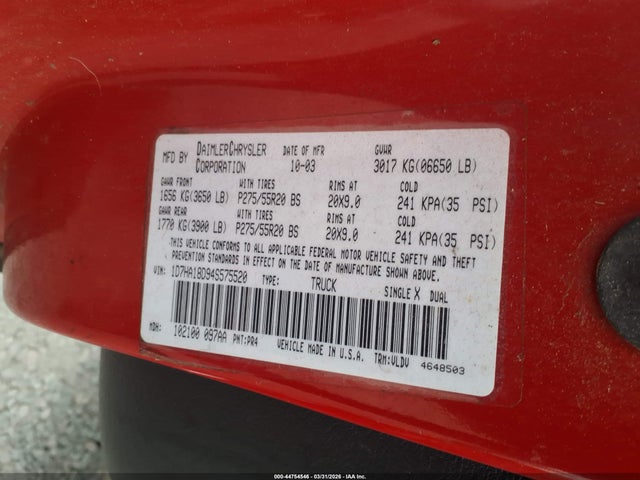 MFD BY DAIMLERCHRYSLER CORPORATION DATE OF MFR 10-03 GVWR 3017 KG(06650 LB)
GAWR FRONT WITH TIRES RIMS AT COLD
1656 KG(3650 LB) P275/55R20 BS 20X9.0 241 KPA(35 PSI)
GAWR REAR WITH TIRES RIMS AT COLD
1770 KG(3900 LB) P275/55R20 BS 20X9.0 241 KPA(35 PSI)
THIS VEHICLE CONFORMS TO ALL APPLICABLE FEDERAL MOTOR VEHICLE SAFETY AND THEFT
PREVENTION STANDARDS IN EFFECT ON THE DATE OF MANUFACTURE SHOWN ABOVE.
VIN: 1D7HA18D94S575520 TYPE: TRUCK SINGLE X DUAL
MDH: 102100 097AA PNT:PR4 VEHICLE MADE IN U.S.A. TRM:VLDV 4648503
000-44754546 - 03/31/2026 - IAA Inc.